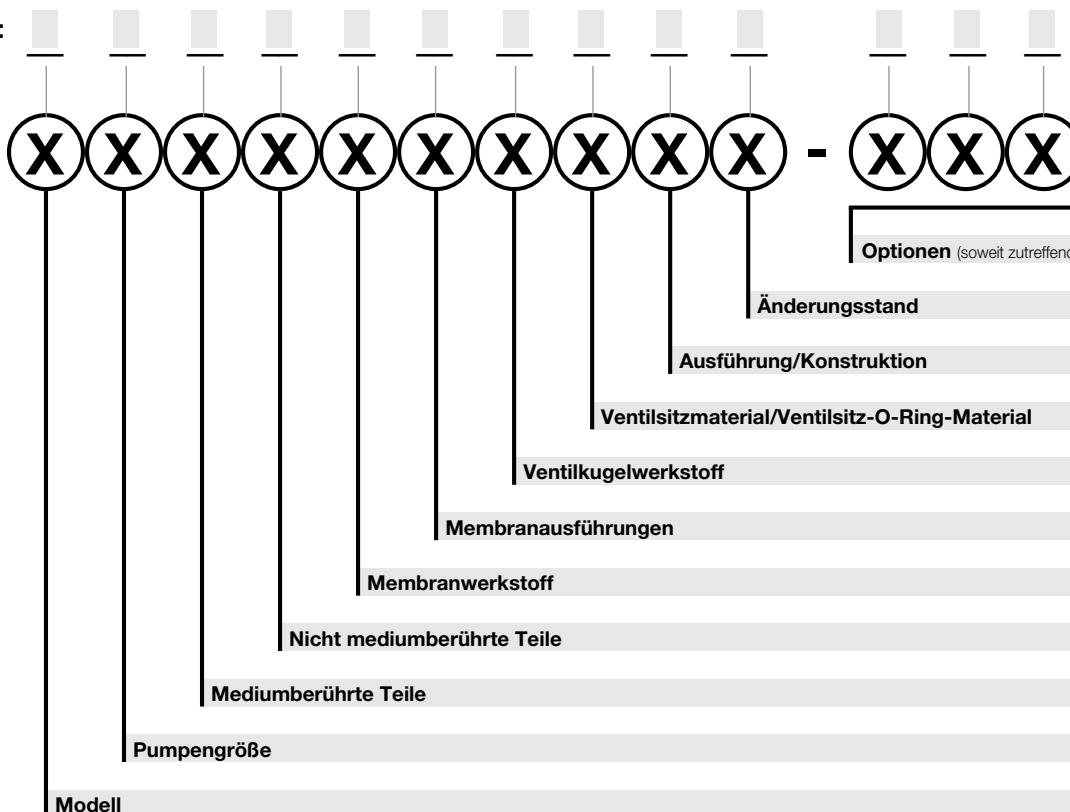 :
X X X X X X X X X X - X X X
Optionen (soweit zutreffend
Änderungsstand
Ausführung/Konstruktion
Ventilsitzmaterial/Ventilsitz-O-Ring-Material
Ventilkugelwerkstoff
Membranausführungen
Membranwerkstoff
Nicht mediumberührte Teile
Mediumberührte Teile
Pumpengröße
Modell